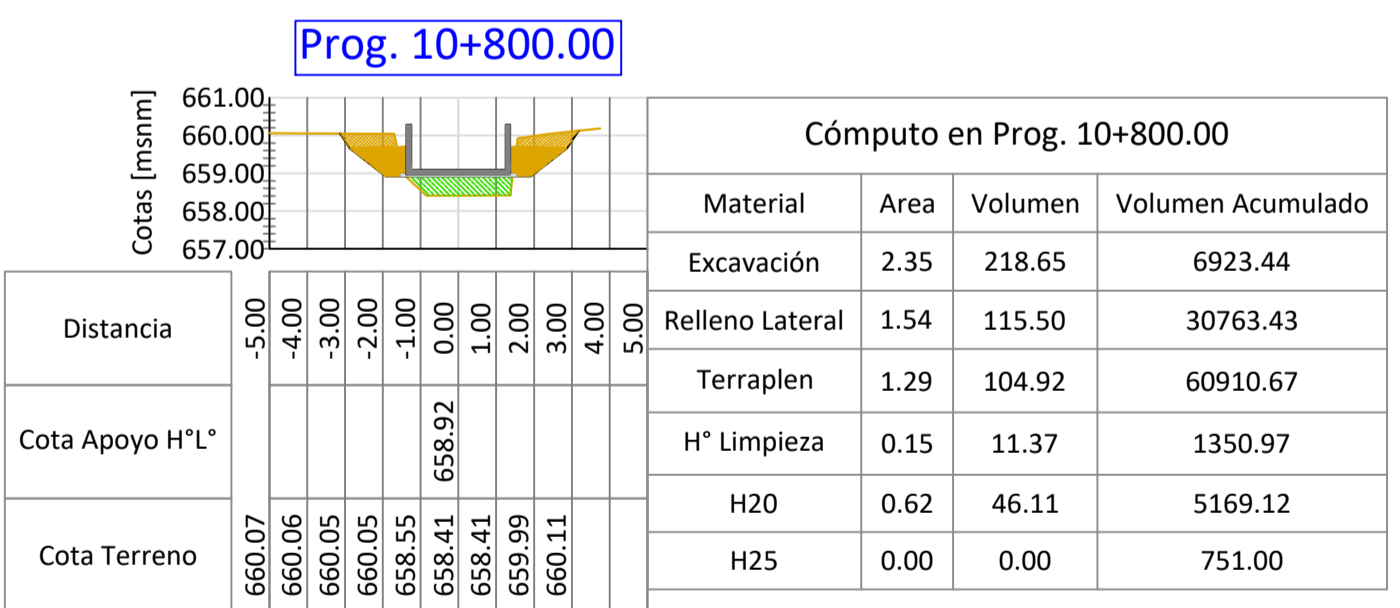 Prog. 10+800.00
Cotas [msnm]
661.00
660.00
659.00
658.00
657.00
Distancia
-5.00
-4.00
-3.00
-2.00
-1.00
0.00
1.00
2.00
3.00
4.00
5.00
Cota Apoyo H°L°
658.92
Cota Terreno
660.07
660.06
660.05
660.05
658.55
658.41
658.41
659.99
660.11
Cómputo en Prog. 10+800.00
Material Area Volumen Volumen Acumulado
Excavación 2.35 218.65 6923.44
Relleno Lateral 1.54 115.50 30763.43
Terraplen 1.29 104.92 60910.67
H° Limpieza 0.15 11.37 1350.97
H20 0.62 46.11 5169.12
H25 0.00 0.00 751.00